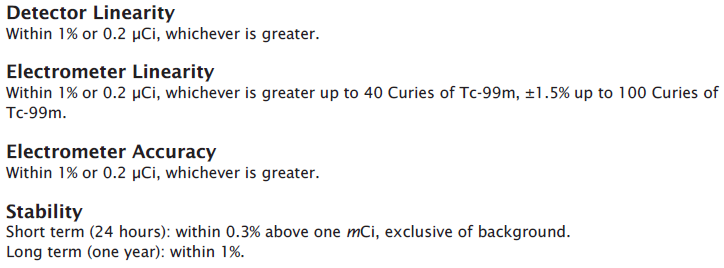 Detector Linearity
Within 1% or 0.2 µCi, whichever is greater.
Electrometer Linearity
Within 1% or 0.2 µCi, whichever is greater up to 40 Curies of Tc-99m, ±1.5% up to 100 Curies of
Tc-99m.
Electrometer Accuracy
Within 1% or 0.2 µCi, whichever is greater.
Stability
Short term (24 hours): within 0.3% above one mCi, exclusive of background.
Long term (one year): within 1%.